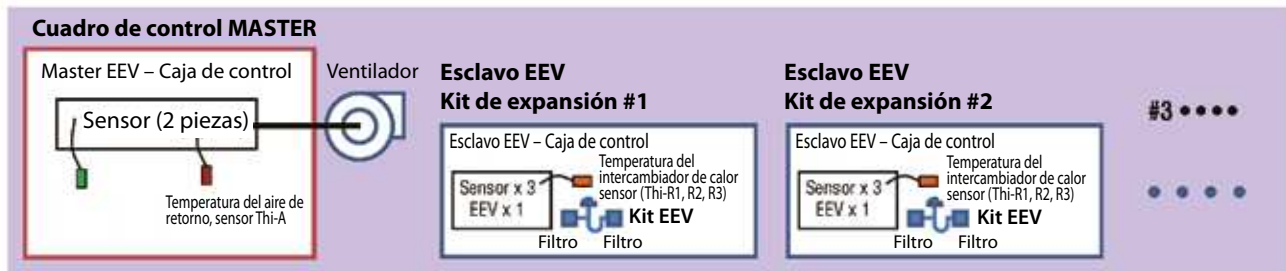 Cuadro de control MASTER
Master EEV – Caja de control
Sensor (2 piezas)
Temperatura del aire de
retorno, sensor Thi-A
Ventilador
Esclavo EEV
Kit de expansión #1
Esclavo EEV – Caja de control
Temperatura del
intercambiador de calor
sensor (Thi-R1, R2, R3)
Sensor x 3
EEV x 1
Kit EEV
Filtro Filtro
Esclavo EEV
Kit de expansión #2
Esclavo EEV – Caja de control
Temperatura del
intercambiador de calor
sensor (Thi-R1, R2, R3)
Sensor x 3
EEV x 1
Kit EEV
Filtro Filtro
#3 ••••